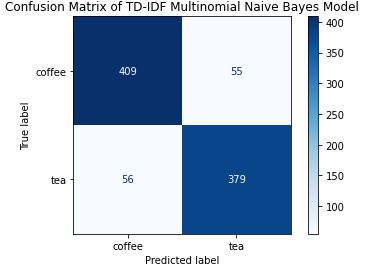 Confusion Matrix of TD-IDF Multinomial Naive Bayes Model
True label
coffee
409
55
tea
56
379
coffee
tea
Predicted label
400
350
300
250
200
150
100